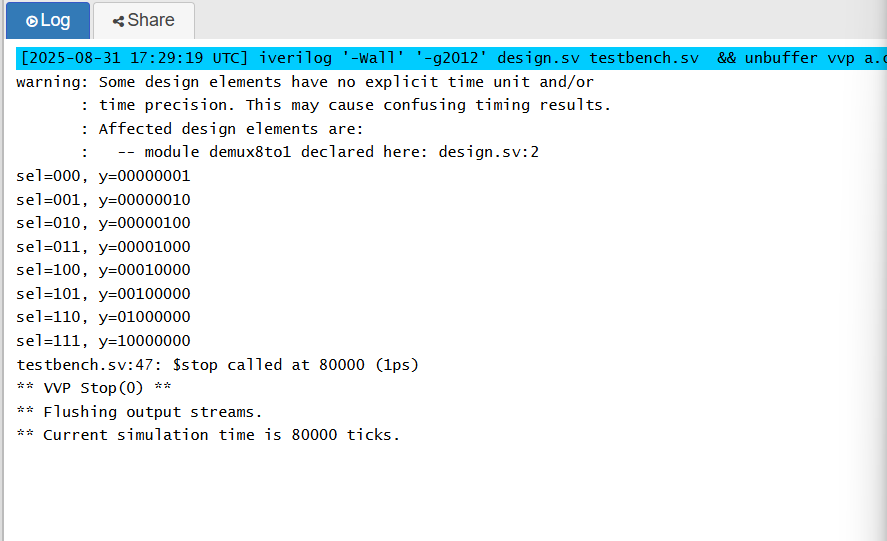 Log
Share
[2025-08-31 17:29:19 UTC] iverilog '-Wall' '-g2012' design.sv testbench.sv  && unbuffer vvp
warning: Some design elements have no explicit time unit and/or
       : time precision. This may cause confusing timing results.
       : Affected design elements are:
       :   -- module demux8to1 declared here: design.sv:2
sel=000, y=00000001
sel=001, y=00000010
sel=010, y=00000100
sel=011, y=00001000
sel=100, y=00010000
sel=101, y=00100000
sel=110, y=01000000
sel=111, y=10000000
testbench.sv:47: $stop called at 80000 (1ps)
** VVP Stop(0) **
** Flushing output streams.
** Current simulation time is 80000 ticks.